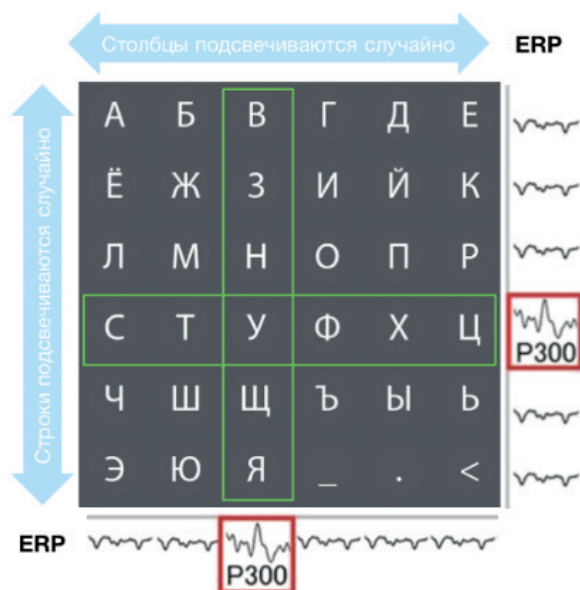 Столбцы подсвечиваются случайно
ERP
Строки подсвечиваются случайно
А Б В Г Д Е
Ё Ж З И Й К
Л М Н О П Р
С Т У Ф Х Ц
P300
Ч Ш Щ Ъ Ы Ь
Э Ю Я _ . <
ERP
P300